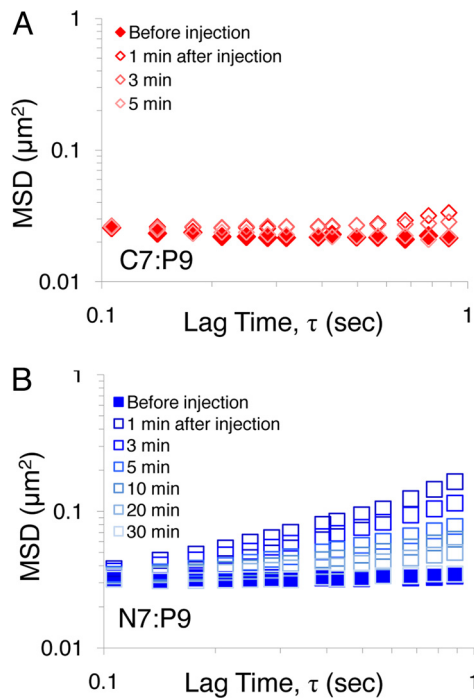 A
1
Before injection
1 min after injection
3 min
5 min
0.1
MSD (µm²)
0.01
C7:P9
0.1
1
Lag Time, τ (sec)
B
1
Before injection
1 min after injection
3 min
5 min
10 min
20 min
30 min
0.1
MSD (µm²)
0.01
N7:P9
0.1
1
Lag Time, τ (sec)